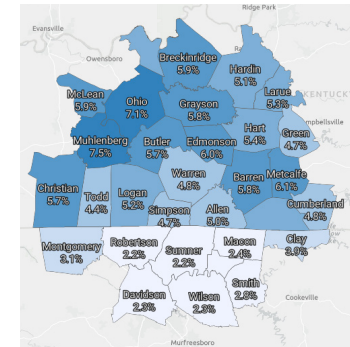 Ridge Park
Evansville
Owensboro
Breckinridge
5.9%
Hardin
5.1%
McLean
5.9%
Ohio
7.1%
Grayson
5.8%
Larue
5.3%
KENTUCKY
mpbellsville
Muhlenberg
7.5%
Butler
5.7%
Edmonson
6.0%
Hart
5.4%
Green
4.7%
Christian
5.7%
Todd
4.4%
Logan
5.2%
Warren
4.8%
Barren
5.8%
Metcalfe
6.1%
Simpson
4.7%
Allen
5.0%
Cumberland
4.8%
Montgomery
3.1%
Robertson
2.2%
Sumner
2.2%
Macon
2.4%
Clay
3.0%
Davidson
2.3%
Wilson
2.3%
Smith
2.8%
Cookeville
Murfreesboro